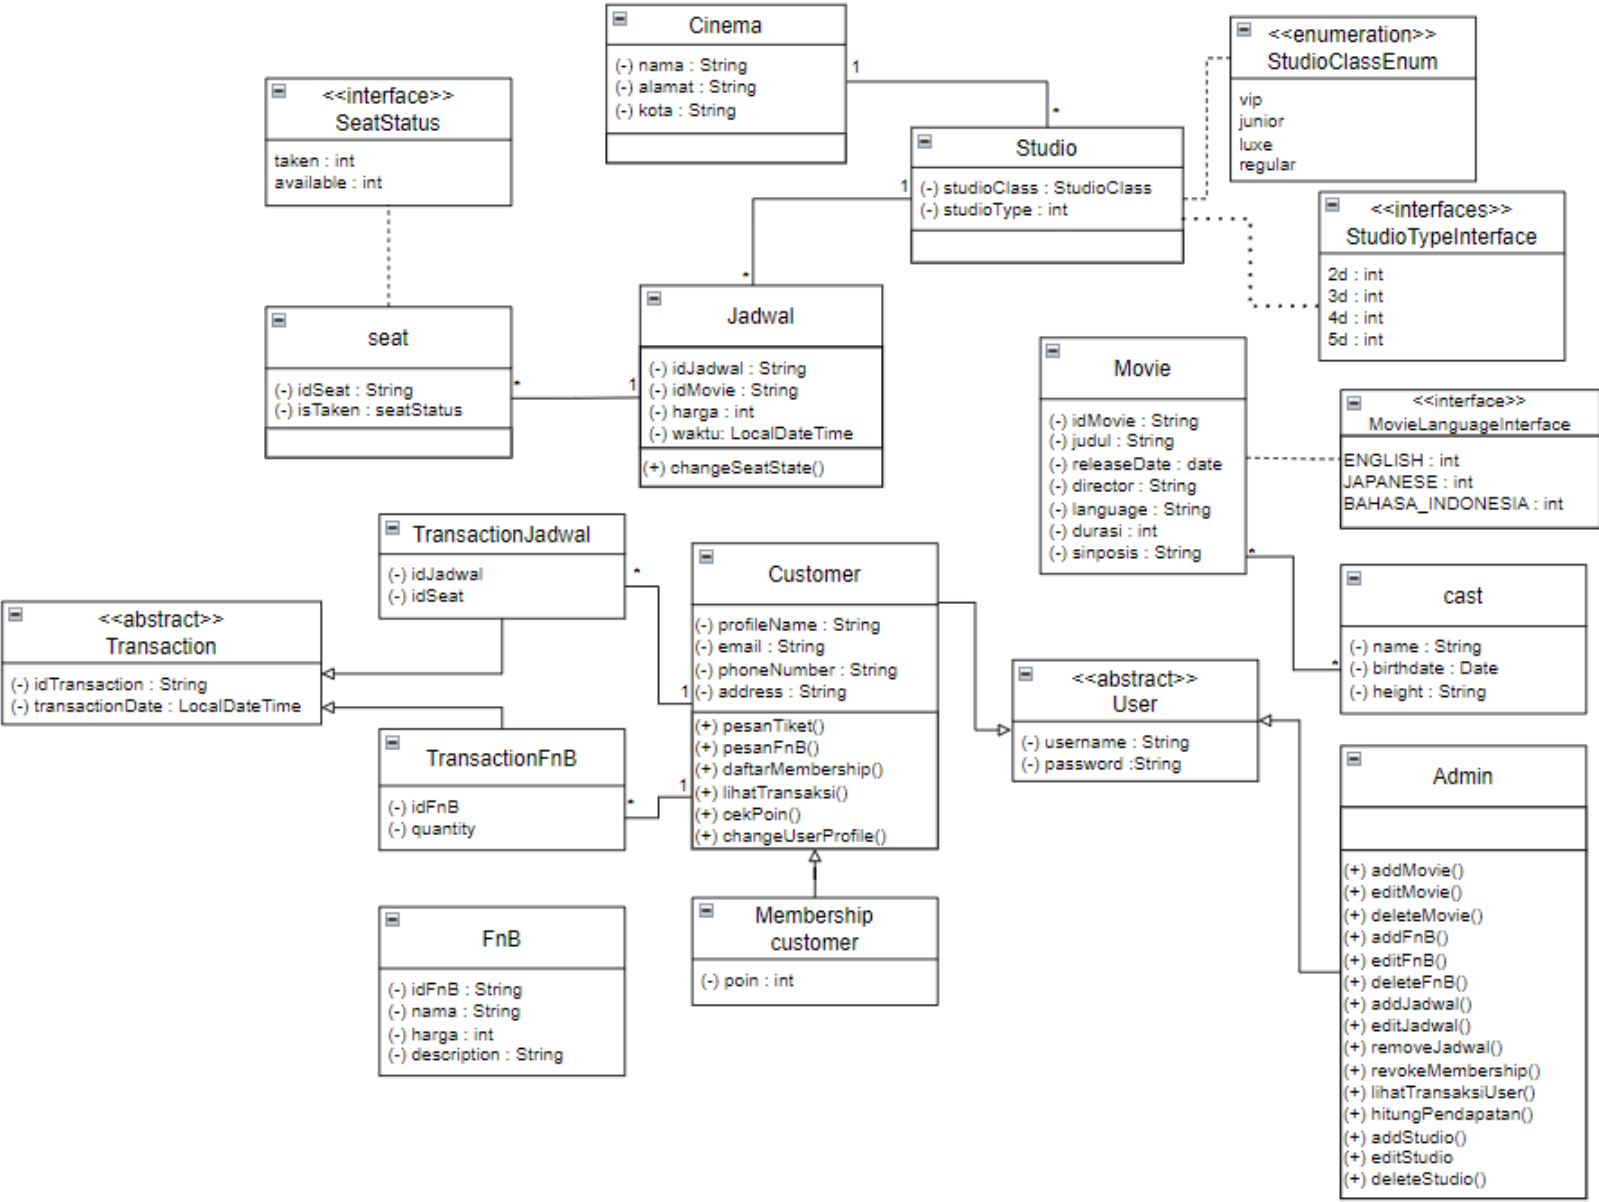 Cinema
(-) nama : String
(-) alamat : String
(-) kota : String
1
*
<<enumeration>>
StudioClassEnum
vip
junior
luxe
regular
<<interface>>
SeatStatus
taken : int
available : int
Studio
(-) studioClass : StudioClass
(-) studioType : int
1
*
<<interfaces>>
StudioTypeInterface
2d : int
3d : int
4d : int
5d : int
Jadwal
(-) idJadwal : String
(-) idMovie : String
(-) harga : int
(-) waktu: LocalDateTime
(+) changeSeatState()
seat
(-) idSeat : String
(-) isTaken : seatStatus
*
1
Movie
(-) idMovie : String
(-) judul : String
(-) releaseDate : date
(-) director : String
(-) language : String
(-) durasi : int
(-) sinposis : String
*
*
<<interface>>
MovieLanguageInterface
ENGLISH : int
JAPANESE : int
BAHASA_INDONESIA : int
cast
(-) name : String
(-) birthdate : Date
(-) height : String
TransactionJadwal
(-) idJadwal
(-) idSeat
*
1
<<abstract>>
Transaction
(-) idTransaction : String
(-) transactionDate : LocalDateTime
Customer
(-) profileName : String
(-) email : String
(-) phoneNumber : String
(-) address : String
(+) pesanTiket()
(+) pesanFnB()
(+) daftarMembership()
(+) lihatTransaksi()
(+) cekPoin()
(+) changeUserProfile()
<<abstract>>
User
(-) username : String
(-) password :String
TransactionFnB
(-) idFnB
(-) quantity
*
1
Membership
customer
(-) poin : int
FnB
(-) idFnB : String
(-) nama : String
(-) harga : int
(-) description : String
Admin
(+) addMovie()
(+) editMovie()
(+) deleteMovie()
(+) addFnB()
(+) editFnB()
(+) deleteFnB()
(+) addJadwal()
(+) editJadwal()
(+) removeJadwal()
(+) revokeMembership()
(+) lihatTransaksiUser()
(+) hitungPendapatan()
(+) addStudio()
(+) editStudio
(+) deleteStudio()